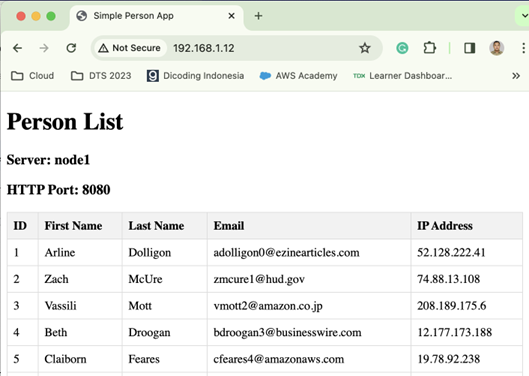 Simple Person App
Not Secure 192.168.1.12
Cloud DTS 2023 Dicoding Indonesia AWS Academy TDX Learner Dashboar... »
Person List
Server: node1
HTTP Port: 8080
ID First Name Last Name Email IP Address
1 Arline Dolligon adolligon0@ezinearticles.com 52.128.222.41
2 Zach McUre zmcure1@hud.gov 74.88.13.108
3 Vassili Mott vmott2@amazon.co.jp 208.189.175.6
4 Beth Droogan bdroogan3@businesswire.com 12.177.173.188
5 Claiborn Feares cfeares4@amazonaws.com 19.78.92.238